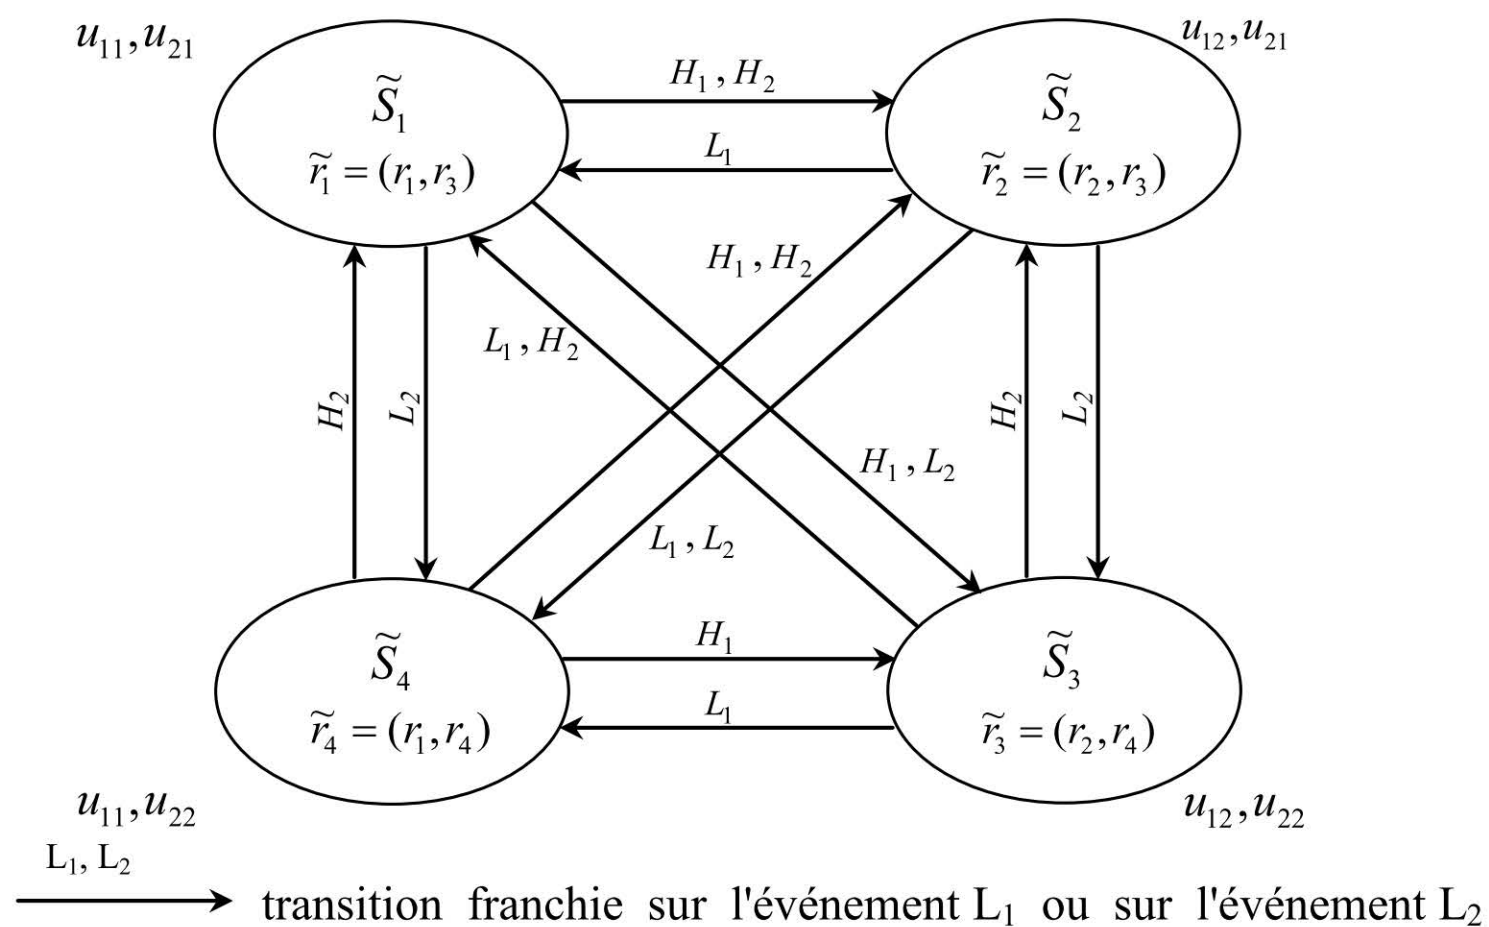 u₁₁,u₂₁
u₁₂,u₂₁
S̃₁
r̃₁ = (r₁,r₃)
H₁ , H₂
L₁
S̃₂
r̃₂ = (r₂,r₃)
H₁ , H₂
L₁ , H₂
H₂
L₂
H₂
L₂
H₁ , L₂
L₁ , L₂
S̃₄
r̃₄ = (r₁,r₄)
H₁
L₁
S̃₃
r̃₃ = (r₂,r₄)
u₁₁,u₂₂
u₁₂,u₂₂
L₁, L₂
transition franchie sur l'événement L₁ ou sur l'événement L₂